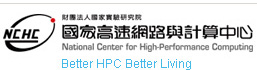 NCHC
財團法人國家實驗研究院
國家高速網路與計算中心
National Center for High-Performance Computing
Better HPC Better Living